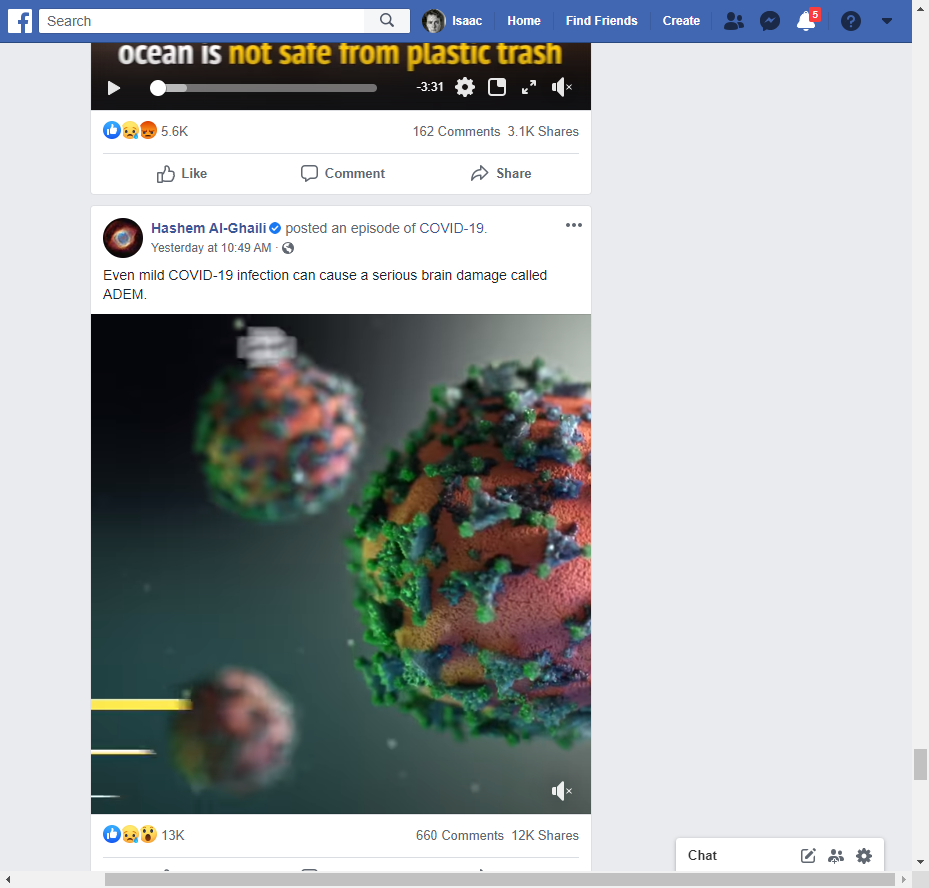 Search
Isaac
Home
Find Friends
Create
5
ocean is not safe from plastic trash
-3:31
5.6K
162 Comments 3.1K Shares
Like
Comment
Share
Hashem Al-Ghaili posted an episode of COVID-19.
Yesterday at 10:49 AM ·
Even mild COVID-19 infection can cause a serious brain damage called
ADEM.
13K
660 Comments 12K Shares
Chat